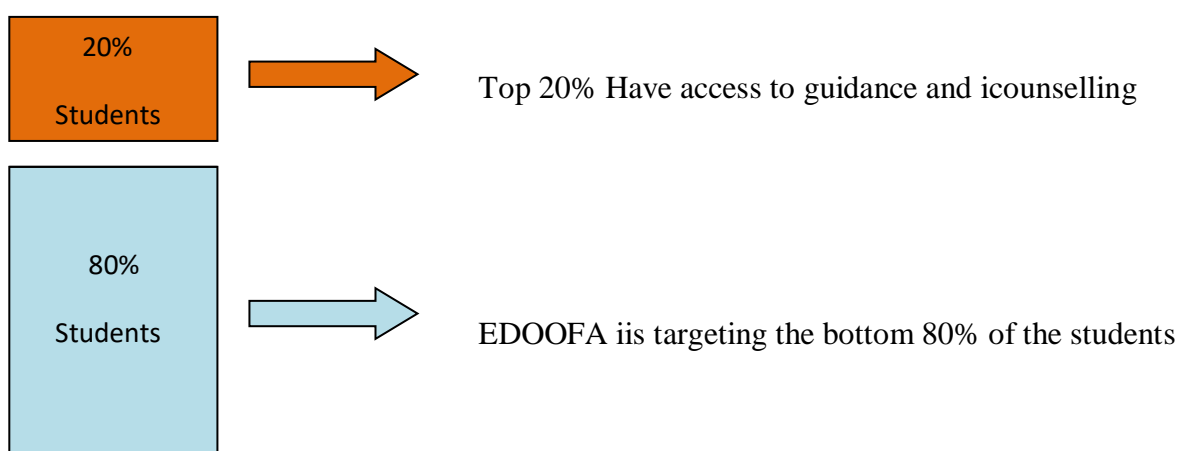 20%
Students
Top 20% Have access to guidance and icounselling
80%
Students
EDOOFA iis targeting the bottom 80% of the students